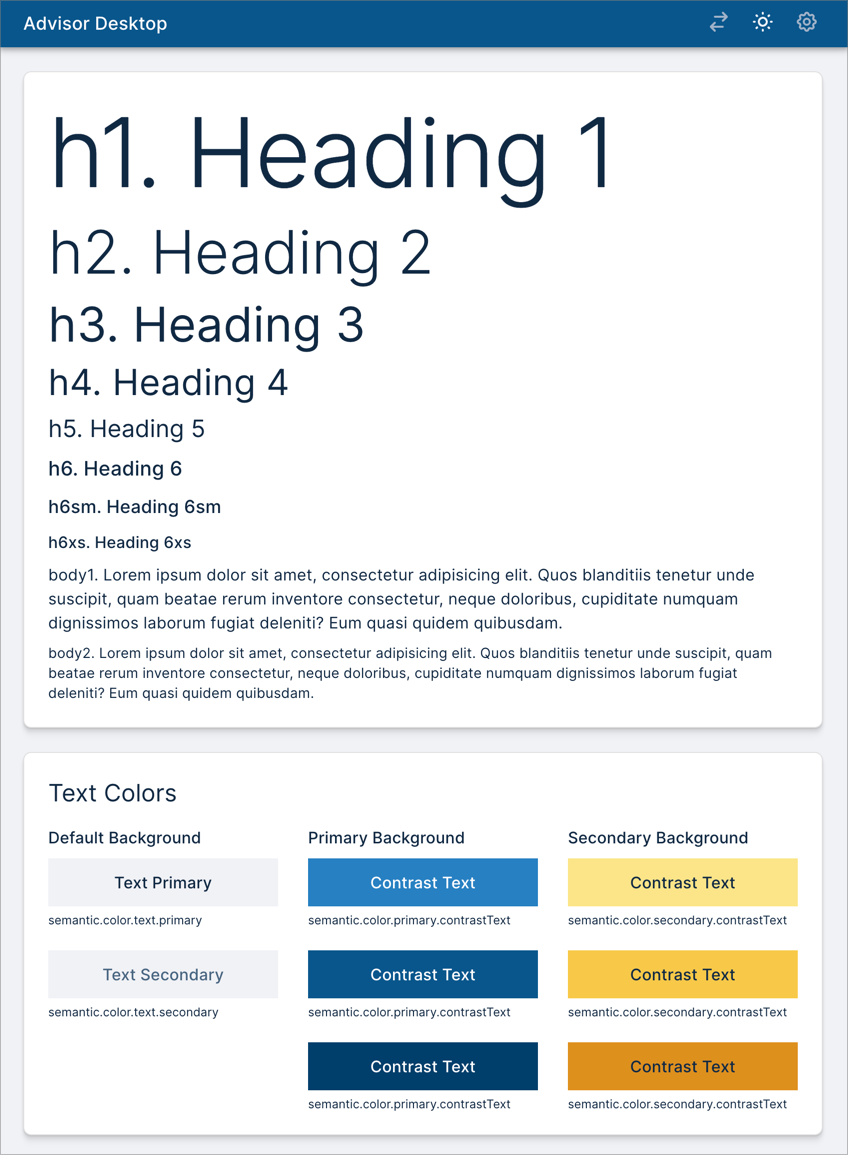 Advisor Desktop
h1. Heading 1
h2. Heading 2
h3. Heading 3
h4. Heading 4
h5. Heading 5
h6. Heading 6
h6sm. Heading 6sm
h6xs. Heading 6xs
body1. Lorem ipsum dolor sit amet, consectetur adipisicing elit. Quos blanditiis tenetur unde
suscipit, quam beatae rerum inventore consectetur, neque doloribus, cupiditate numquam
dignissimos laborum fugiat deleniti? Eum quasi quidem quibusdam.
body2. Lorem ipsum dolor sit amet, consectetur adipisicing elit. Quos blanditiis tenetur unde suscipit, quam
beatae rerum inventore consectetur, neque doloribus, cupiditate numquam dignissimos laborum fugiat
deleniti? Eum quasi quidem quibusdam.
Text Colors
Default Background
Text Primary
semantic.color.text.primary
Text Secondary
semantic.color.text.secondary
Primary Background
Contrast Text
semantic.color.primary.contrastText
Contrast Text
semantic.color.primary.contrastText
Contrast Text
semantic.color.primary.contrastText
Secondary Background
Contrast Text
semantic.color.secondary.contrastText
Contrast Text
semantic.color.secondary.contrastText
Contrast Text
semantic.color.secondary.contrastText